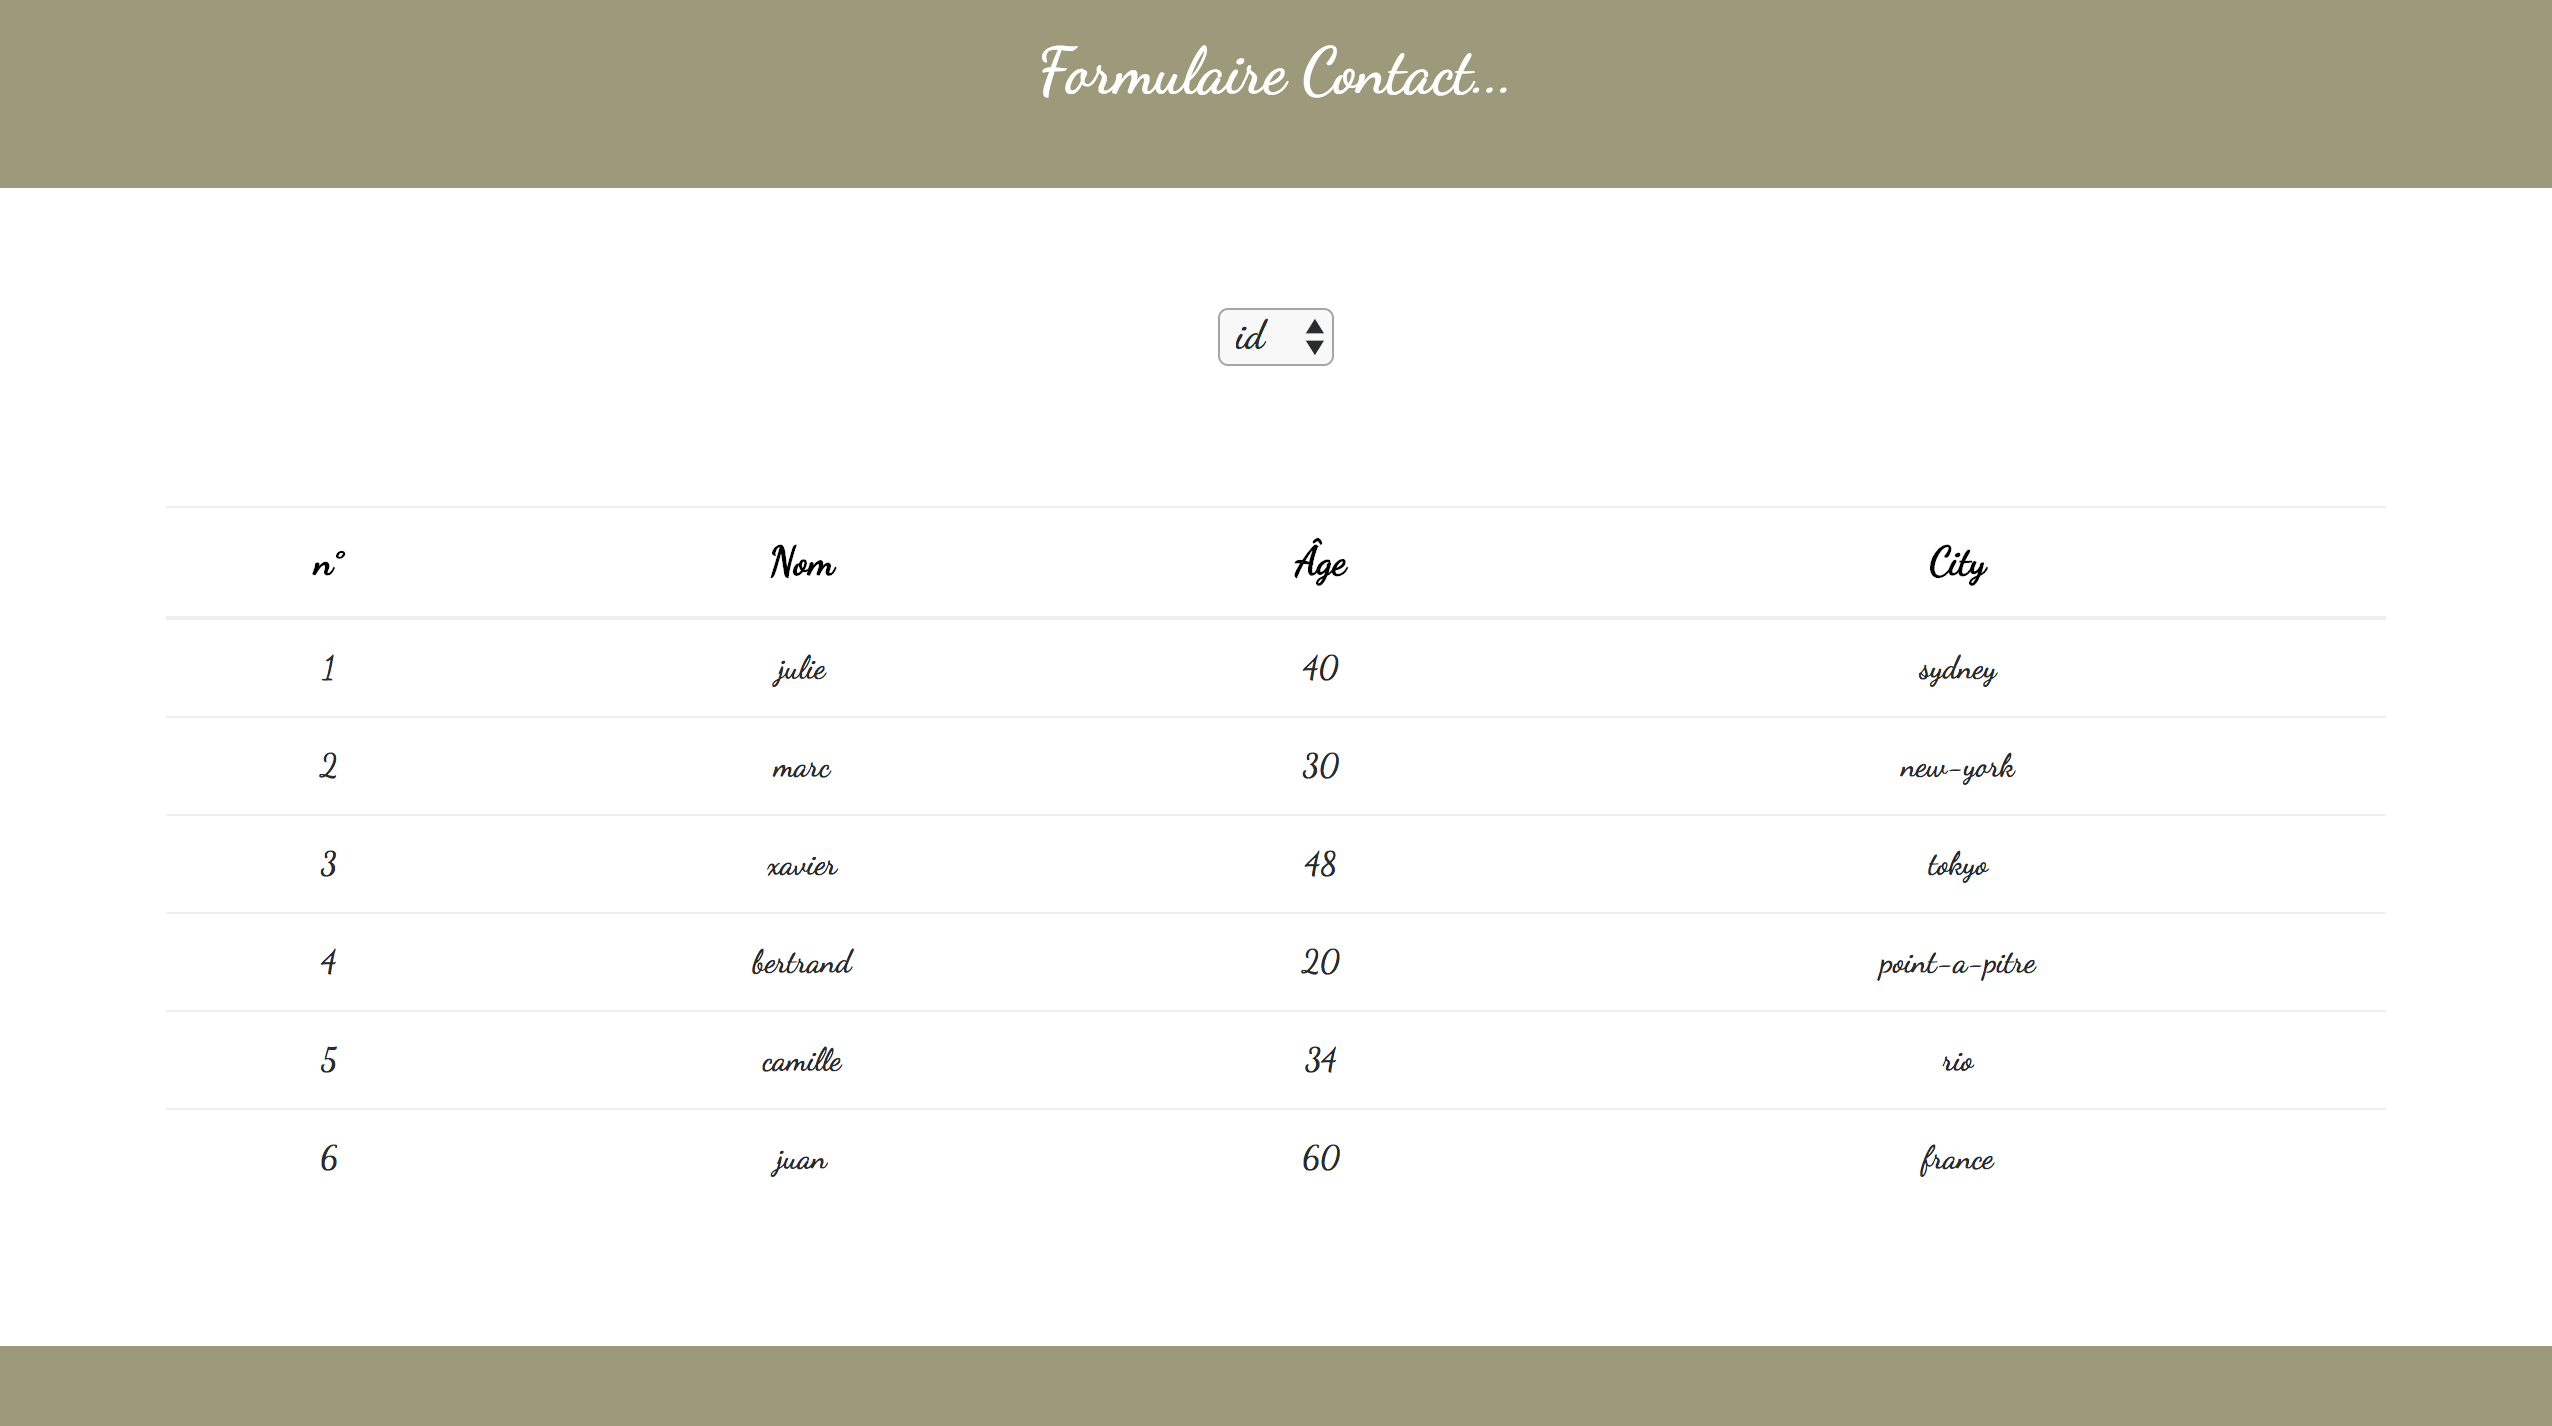 Formulaire Contact...
id
n° Nom Âge City
1 julie 40 sydney
2 marc 30 new-york
3 xavier 48 tokyo
4 bertrand 20 point-a-pitre
5 camille 34 rio
6 juan 60 france